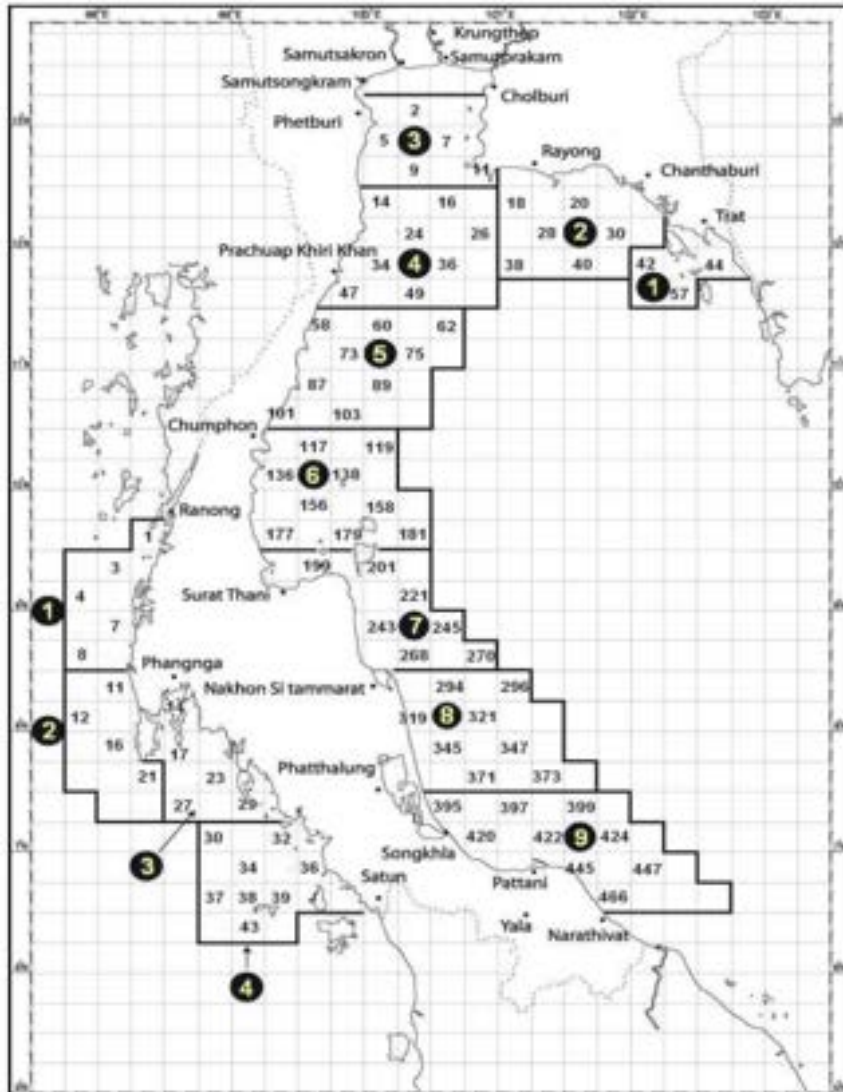 Krungthep
Samutsakron
Samutprakarn
Samutsongkram
Cholburi
Phetburi
2
5 3 7
9 11
Rayong
Chanthaburi
Trat
14 16 18 20
24 26 28 2 30
Prachuap Khiri Khan
34 4 36 38 40 42 44
47 49 1 57
58 60 62
73 5 75
87 89
101 103
Chumphon
117 119
136 6 138
156 158
Ranong
177 179 181
1
3 199 201
4 Surat Thani 221
1
7 243 7 245
8 268 270
Phangnga
11 Nakhon Si tammarat 294 296
12 319 8 321
2
16 17 345 347
21 23 Phatthalung 371 373
27 29 395 397 399
30 32 420 422 9 424
3
34 36 Songkhla 445 447
Satun Pattani
37 38 39 466
43 Yala Narathivat
4